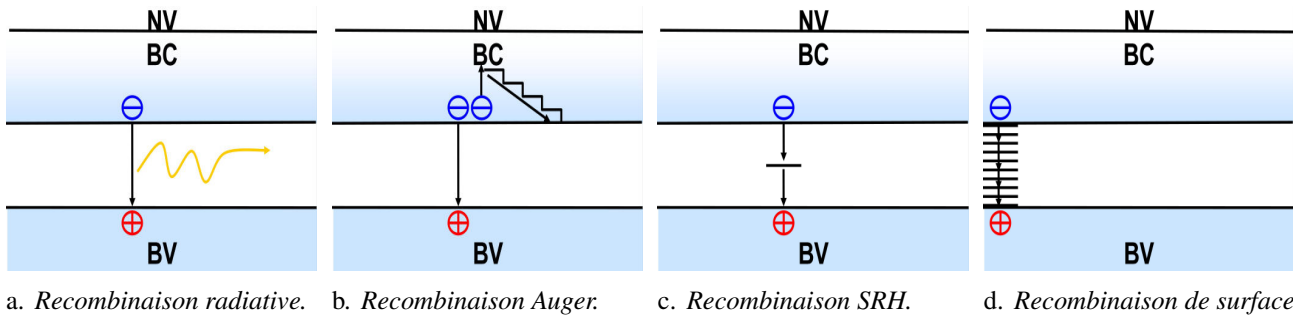 NV NV NV NV
BC BC BC BC
BV BV BV BV
a. Recombinaison radiative. b. Recombinaison Auger. c. Recombinaison SRH. d. Recombinaison de surface